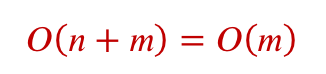 O(n + m) = O(m)